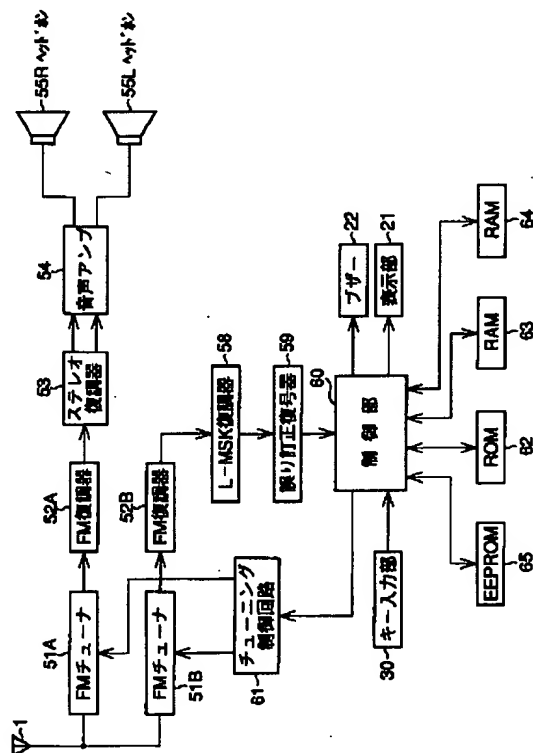 1
51A
FMチューナ
52A
FM復調器
53
ステレオ
復調器
54
音声アンプ
55R ヘッドホン
55L ヘッドホン
51B
FMチューナ
52B
FM復調器
L-MSK復調器
58
誤り訂正復号器
59
60
制御部
ブザー
22
表示部
21
チューニング
制御回路
61
30
キー入力部
EEPROM
65
ROM
62
RAM
63
RAM
64